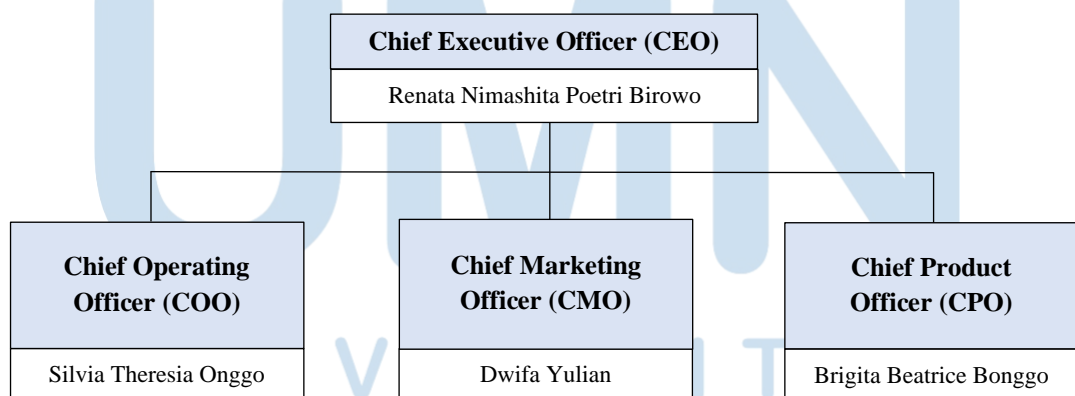 UMN
Chief Executive Officer (CEO)
Renata Nimashita Poetri Birowo
Chief Operating
Officer (COO)
Silvia Theresia Onggo
Chief Marketing
Officer (CMO)
Dwifa Yulian
Chief Product
Officer (CPO)
Brigita Beatrice Bonggo